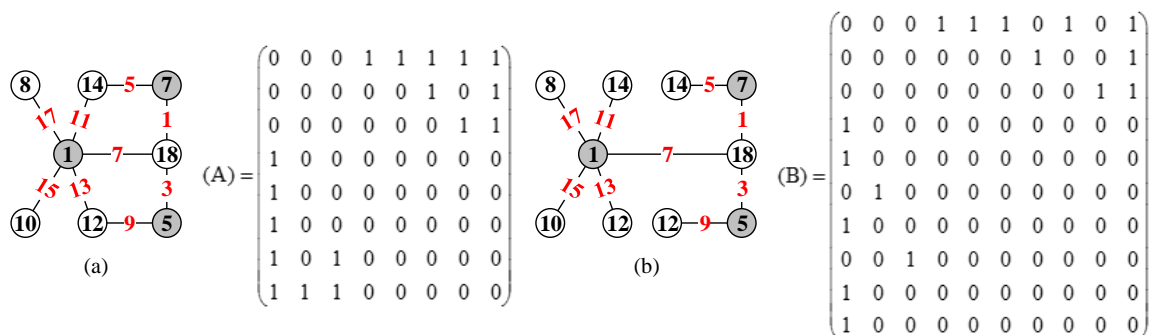 8 14 5 7
17 11 1
1 7 18
15 13 3
10 12 9 5
(a)
(A) =
0 0 0 1 1 1 1 1
0 0 0 0 0 1 0 1
0 0 0 0 0 0 1 1
1 0 0 0 0 0 0 0
1 0 0 0 0 0 0 0
1 0 0 0 0 0 0 0
1 0 1 0 0 0 0 0
1 1 1 0 0 0 0 0
8 14 14 5 7
17 11 1
1 7 18
15 13 3
10 12 12 9 5
(b)
(B) =
0 0 0 1 1 1 0 1 0 1
0 0 0 0 0 0 1 0 0 1
0 0 0 0 0 0 0 0 1 1
1 0 0 0 0 0 0 0 0 0
1 0 0 0 0 0 0 0 0 0
0 1 0 0 0 0 0 0 0 0
1 0 0 0 0 0 0 0 0 0
0 0 1 0 0 0 0 0 0 0
1 0 0 0 0 0 0 0 0 0
1 0 0 0 0 0 0 0 0 0